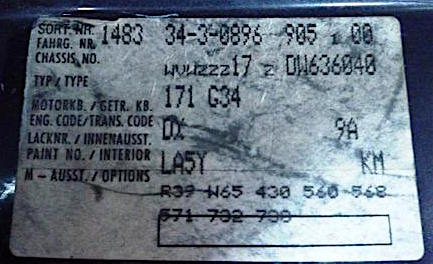 SORT. NR. 1483 34-3-0896 905 1 00
FAHRG. NR.
CHASSIS NO. WVWZZZ17 Z DW636040
TYP / TYPE 171 G34
MOTORKB. / GETR. KB.
ENG. CODE/TRANS. CODE DX 9A
LACKNR. / INNENAUSST.
PAINT NO. / INTERIOR LA5Y KM
M - AUSST. / OPTIONS R39 W65 430 560 568
571 732 738